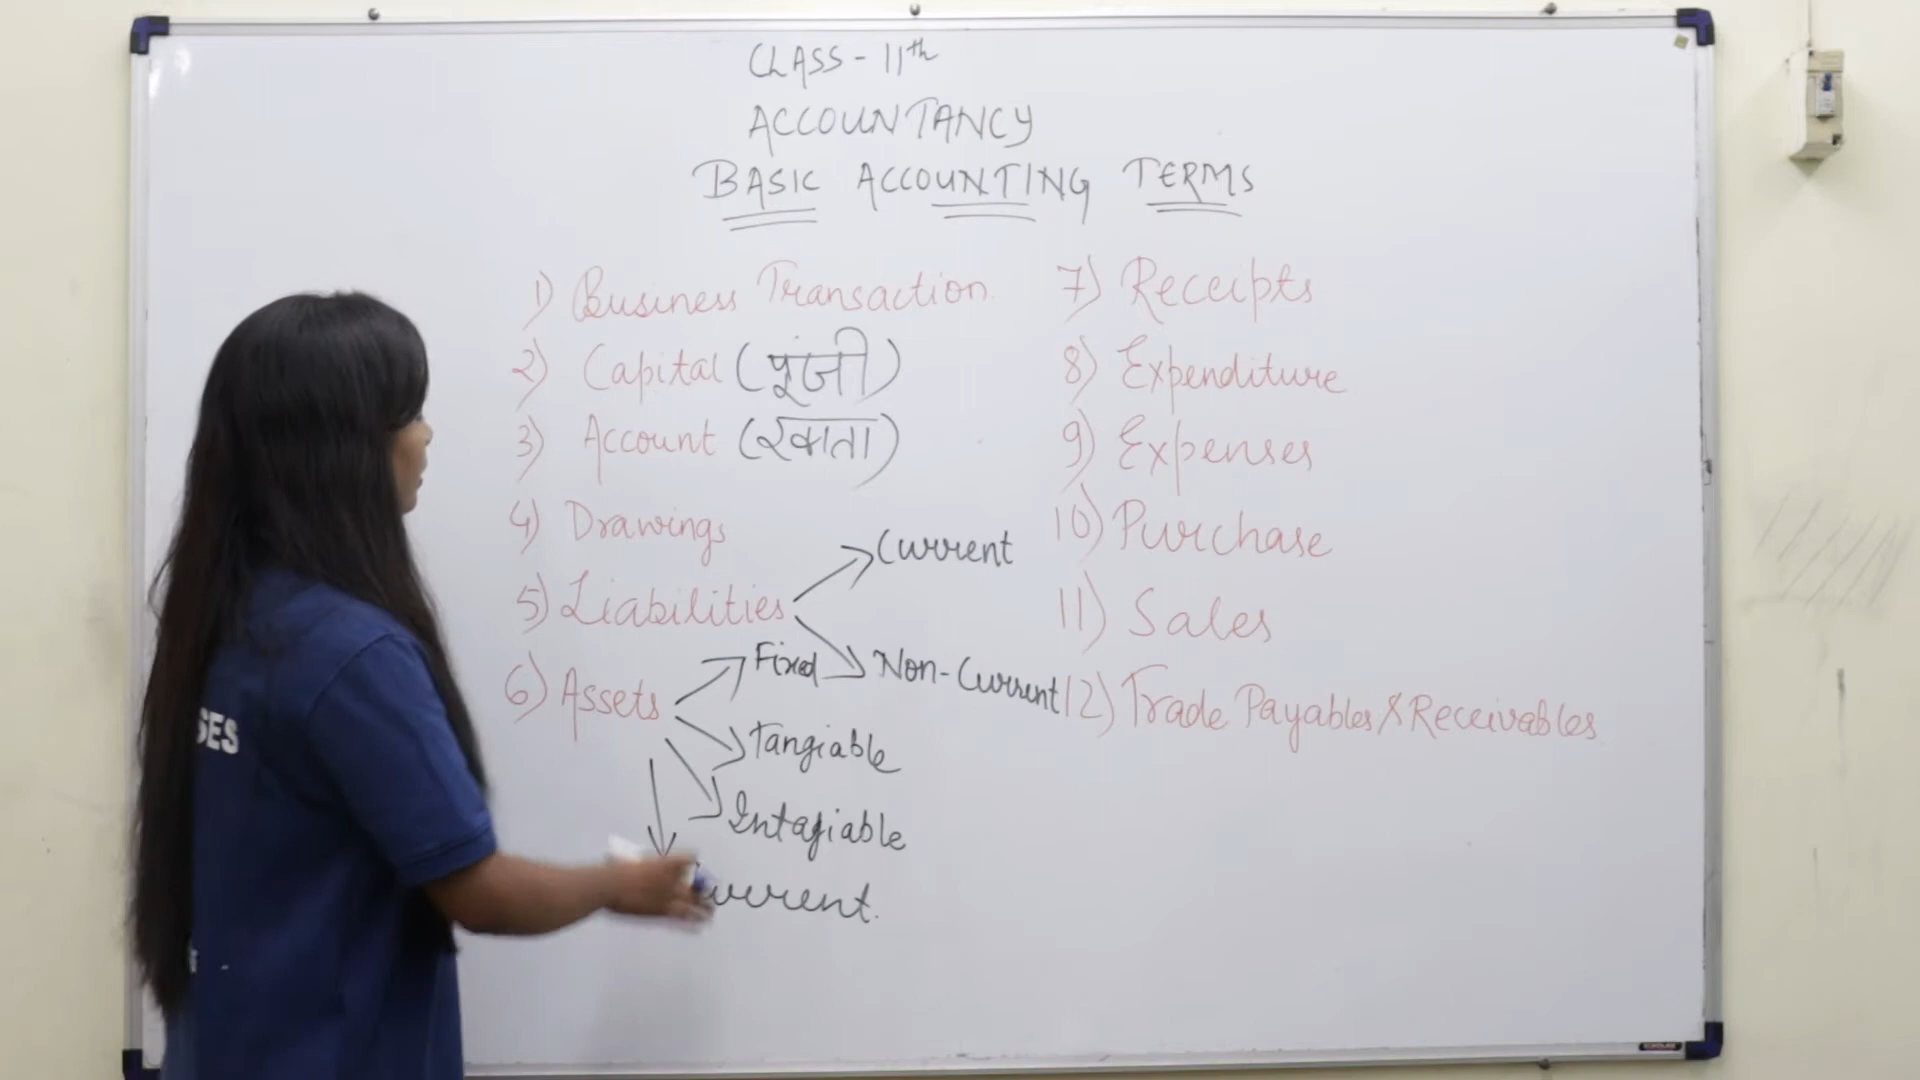 CLASS - 11th
ACCOUNTANCY
BASIC ACCOUNTING TERMS
1) Business Transaction
2) Capital (पूंजी)
3) Account (खाता)
4) Drawings
5) Liabilities
Current
Non-Current
6) Assets
Fixed
Tangiable
Intagiable
7) Receipts
8) Expenditure
9) Expenses
10) Purchase
11) Sales
12) Trade Payables & Receivables
SES